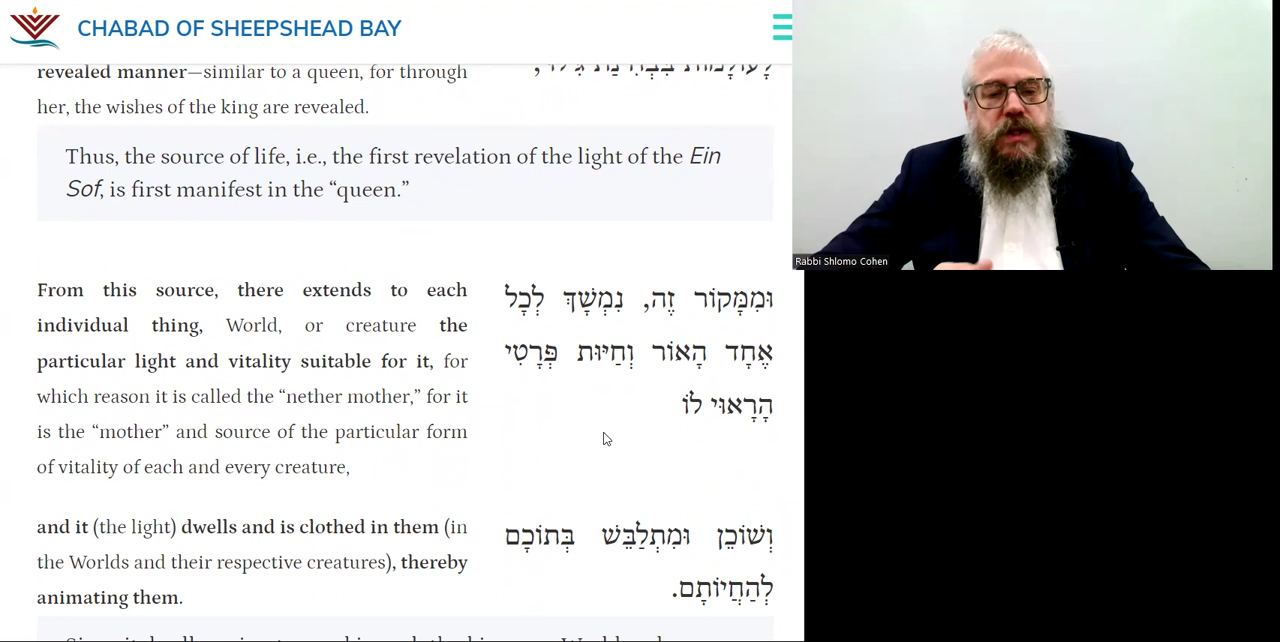 CHABAD OF SHEEPSHEAD BAY
revealed manner—similar to a queen, for through
her, the wishes of the king are revealed.
Thus, the source of life, i.e., the first revelation of the light of the Ein
Sof, is first manifest in the “queen.”
From this source, there extends to each
individual thing, World, or creature the
particular light and vitality suitable for it, for
which reason it is called the “nether mother,” for it
is the “mother” and source of the particular form
of vitality of each and every creature,
וּמִמָּקוֹר זֶה, נִמְשָׁךְ לְכָל
אֶחָד הָאוֹר וְחַיּוּת פְּרָטִי
הָרָאוּי לוֹ
and it (the light) dwells and is clothed in them (in
the Worlds and their respective creatures), thereby
animating them.
וְשׁוֹכֵן וּמִתְלַבֵּשׁ בְּתוֹכָם
לְהַחֲיוֹתָם.
Rabbi Shlomo Cohen